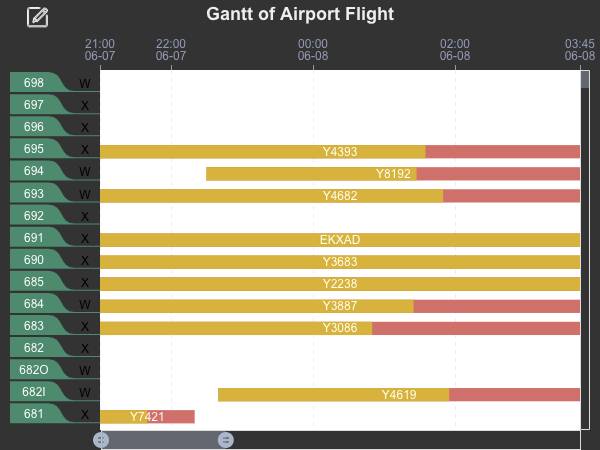 Gantt of Airport Flight
21:00 22:00 00:00 02:00 03:45
06-07 06-07 06-08 06-08 06-08
698 W
697 X
696 X
695 X Y4393
694 W Y8192
693 W Y4682
692 X
691 X EKXAD
690 X Y3683
685 X Y2238
684 W Y3887
683 X Y3086
682 X
682O W
682I W Y4619
681 X Y7421